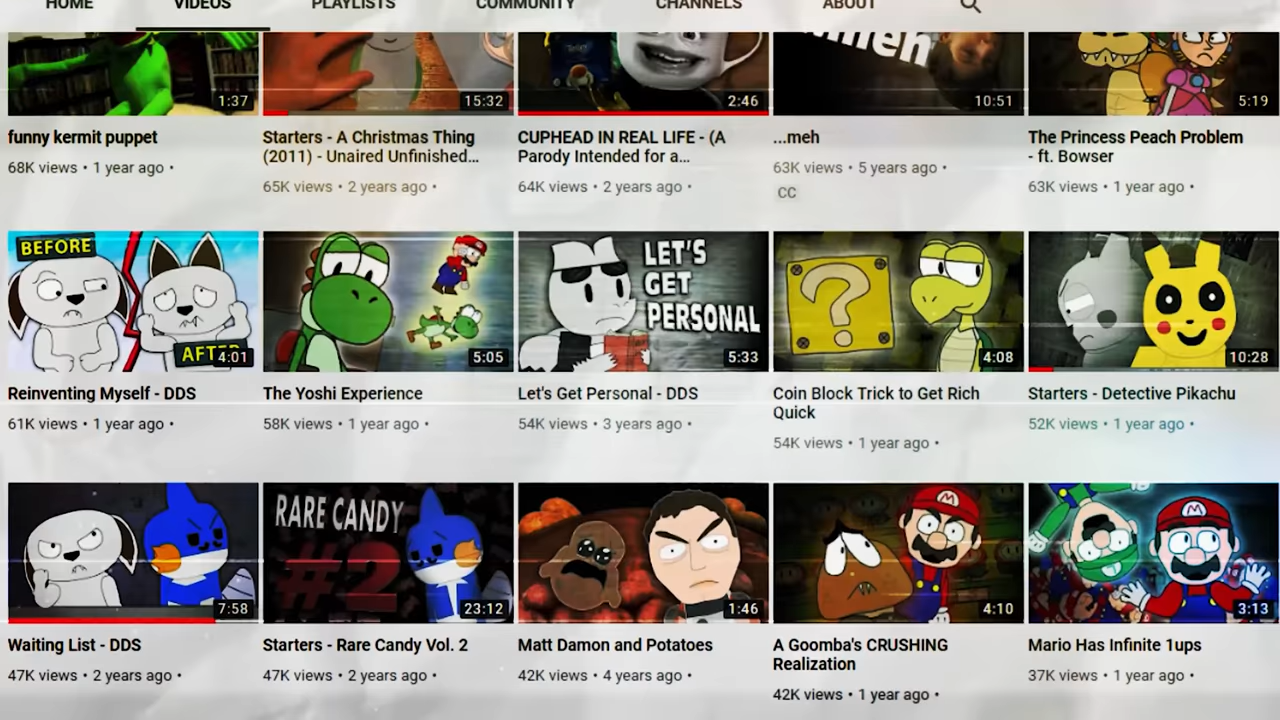 HOME VIDEOS PLAYLISTS COMMUNITY CHANNELS ABOUT
1:37 15:32 2:46 10:51 5:19
funny kermit puppet
68K views • 1 year ago •
Starters - A Christmas Thing
(2011) - Unaired Unfinished...
65K views • 2 years ago •
CUPHEAD IN REAL LIFE - (A
Parody Intended for a...
64K views • 2 years ago •
...meh
63K views • 5 years ago •
CC
The Princess Peach Problem
- ft. Bowser
63K views • 1 year ago •
BEFORE
AFTER
4:01
Reinventing Myself - DDS
61K views • 1 year ago •
5:05
The Yoshi Experience
58K views • 1 year ago •
LET'S
GET
PERSONAL
5:33
Let's Get Personal - DDS
54K views • 3 years ago •
?
4:08
Coin Block Trick to Get Rich
Quick
54K views • 1 year ago •
10:28
Starters - Detective Pikachu
52K views • 1 year ago •
7:58
Waiting List - DDS
47K views • 2 years ago •
RARE CANDY
#2
23:12
Starters - Rare Candy Vol. 2
47K views • 2 years ago •
1:46
Matt Damon and Potatoes
42K views • 4 years ago •
M
4:10
A Goomba's CRUSHING
Realization
42K views • 1 year ago •
M
3:13
Mario Has Infinite 1ups
37K views • 1 year ago •